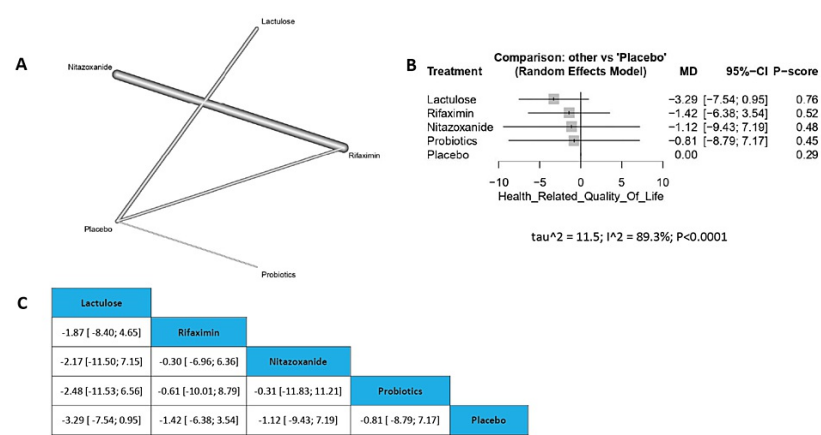 A
Lactulose
Nitazoxanide
Rifaximin
Placebo
Probiotics
B
Comparison: other vs 'Placebo'
Treatment (Random Effects Model) MD 95%−CI P−score
Lactulose −3.29 [−7.54; 0.95] 0.76
Rifaximin −1.42 [−6.38; 3.54] 0.52
Nitazoxanide −1.12 [−9.43; 7.19] 0.48
Probiotics −0.81 [−8.79; 7.17] 0.45
Placebo 0.00 0.29
−10 −5 0 5 10
Health_Related_Quality_Of_Life
tau^2 = 11.5; I^2 = 89.3%; P<0.0001
C
Lactulose
-1.87 [ -8.40; 4.65] Rifaximin
-2.17 [-11.50; 7.15] -0.30 [ -6.96; 6.36] Nitazoxanide
-2.48 [-11.53; 6.56] -0.61 [-10.01; 8.79] -0.31 [-11.83; 11.21] Probiotics
-3.29 [ -7.54; 0.95] -1.42 [ -6.38; 3.54] -1.12 [ -9.43; 7.19] -0.81 [ -8.79; 7.17] Placebo